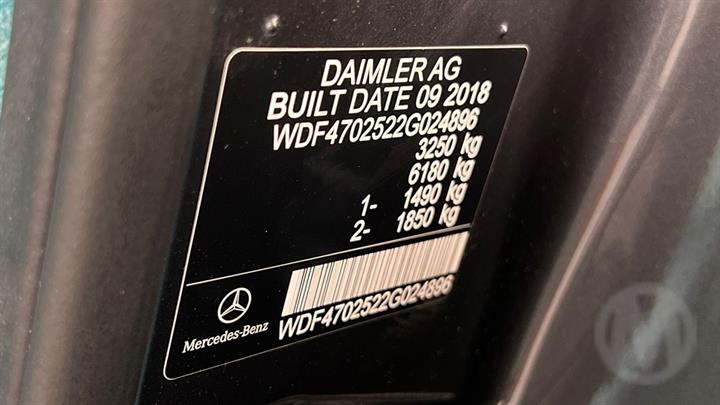 DAIMLER AG
BUILT DATE 09 2018
WDF4702522G024896
3250 kg
6180 kg
1- 1490 kg
2- 1850 kg
WDF4702522G024896
Mercedes-Benz
M